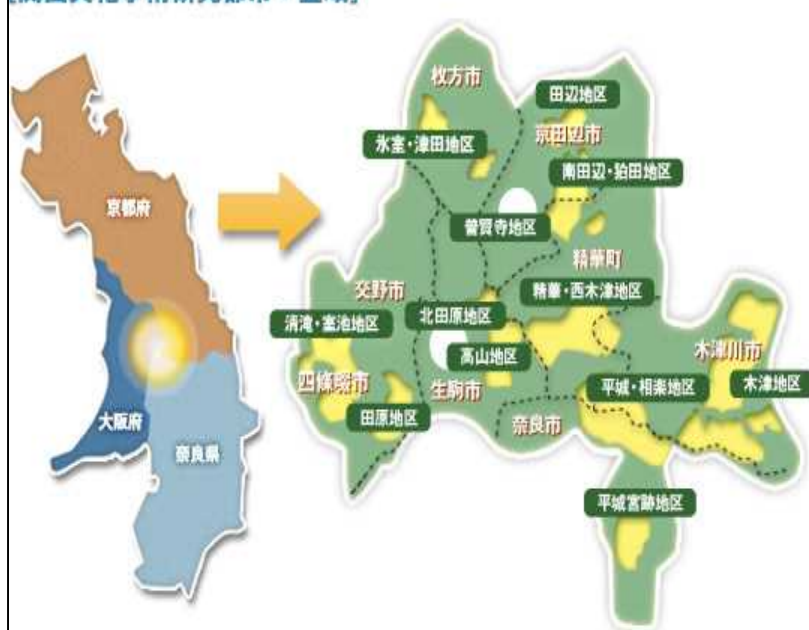 枚方市
田辺地区
京田辺市
氷室・津田地区
南田辺・狛田地区
京都府
普賢寺地区
精華町
交野市
精華・西木津地区
清滝・室池地区
北田原地区
木津川市
高山地区
四條畷市
生駒市
平城・相楽地区
木津地区
大阪府
田原地区
奈良市
奈良県
平城宮跡地区